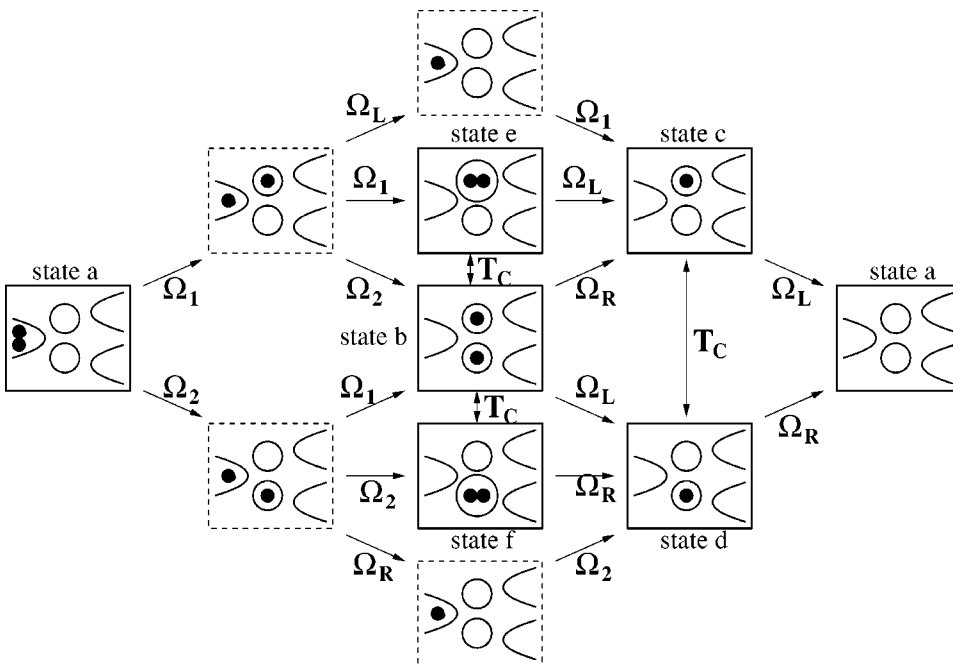 Ω_L
Ω_1
state e
state c
Ω_1
Ω_L
state a
T_C
Ω_1
Ω_2
Ω_R
Ω_L
state a
state b
T_C
Ω_2
Ω_1
T_C
Ω_L
Ω_R
Ω_2
Ω_R
state f
state d
Ω_R
Ω_2